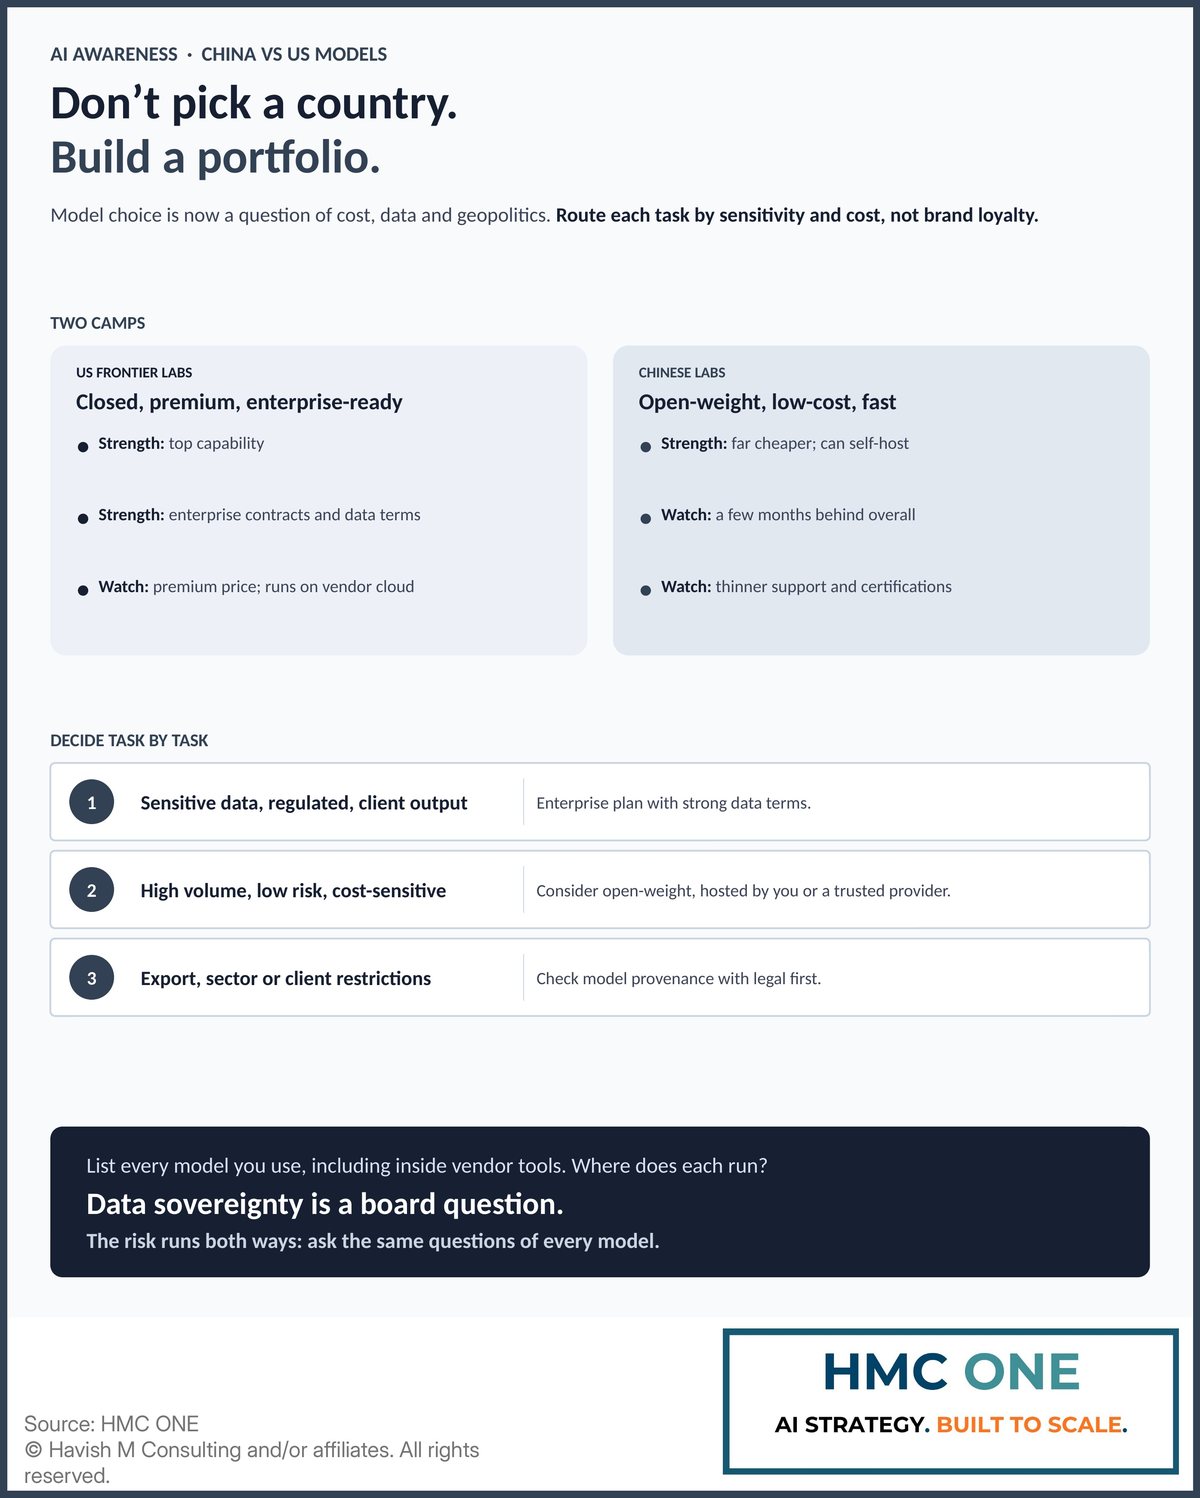 AI AWARENESS · CHINA VS US MODELS
Don’t pick a country.
Build a portfolio.
Model choice is now a question of cost, data and geopolitics. Route each task by sensitivity and cost, not brand loyalty.
TWO CAMPS
US FRONTIER LABS
Closed, premium, enterprise-ready
● Strength: top capability
● Strength: enterprise contracts and data terms
● Watch: premium price; runs on vendor cloud
CHINESE LABS
Open-weight, low-cost, fast
● Strength: far cheaper; can self-host
● Watch: a few months behind overall
● Watch: thinner support and certifications
DECIDE TASK BY TASK
1 Sensitive data, regulated, client output Enterprise plan with strong data terms.
2 High volume, low risk, cost-sensitive Consider open-weight, hosted by you or a trusted provider.
3 Export, sector or client restrictions Check model provenance with legal first.
List every model you use, including inside vendor tools. Where does each run?
Data sovereignty is a board question.
The risk runs both ways: ask the same questions of every model.
Source: HMC ONE
© Havish M Consulting and/or affiliates. All rights
reserved.
HMC ONE
AI STRATEGY. BUILT TO SCALE.